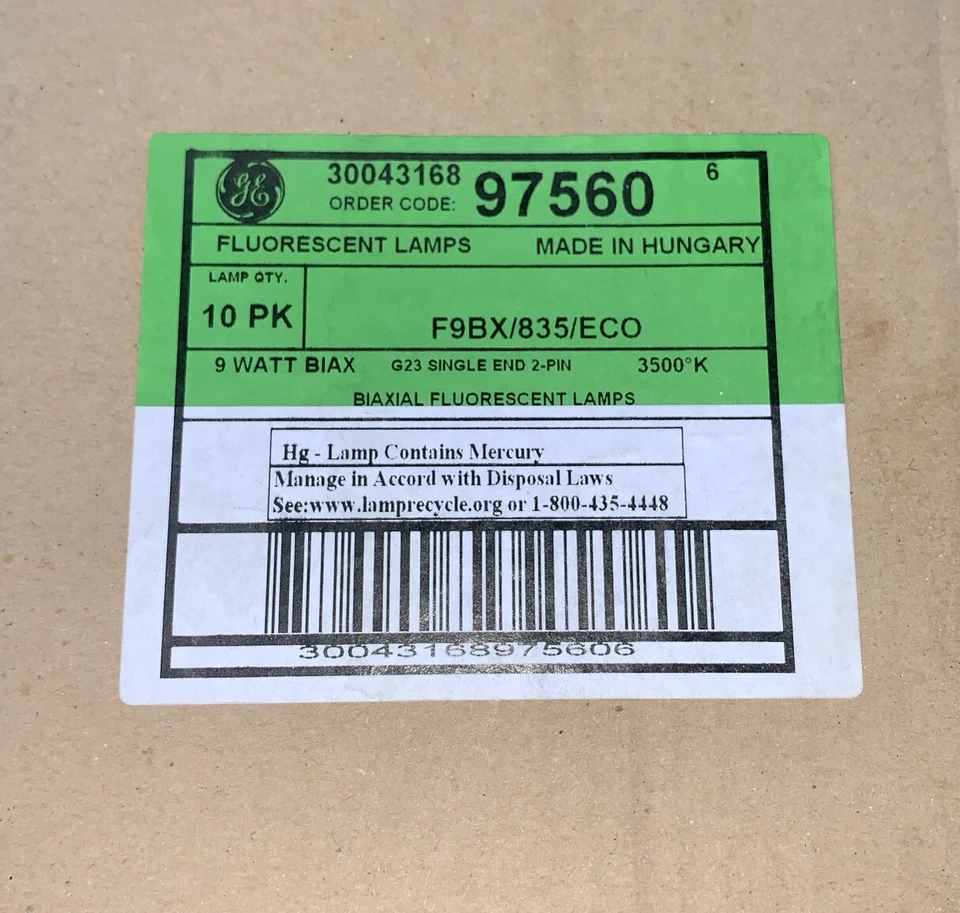 GE
30043168 6
ORDER CODE: 97560
FLUORESCENT LAMPS MADE IN HUNGARY
LAMP QTY.
10 PK
F9BX/835/ECO
9 WATT BIAX G23 SINGLE END 2-PIN 3500°K
BIAXIAL FLUORESCENT LAMPS
Hg - Lamp Contains Mercury
Manage in Accord with Disposal Laws
See:www.lamprecycle.org or 1-800-435-4448
30043168975606